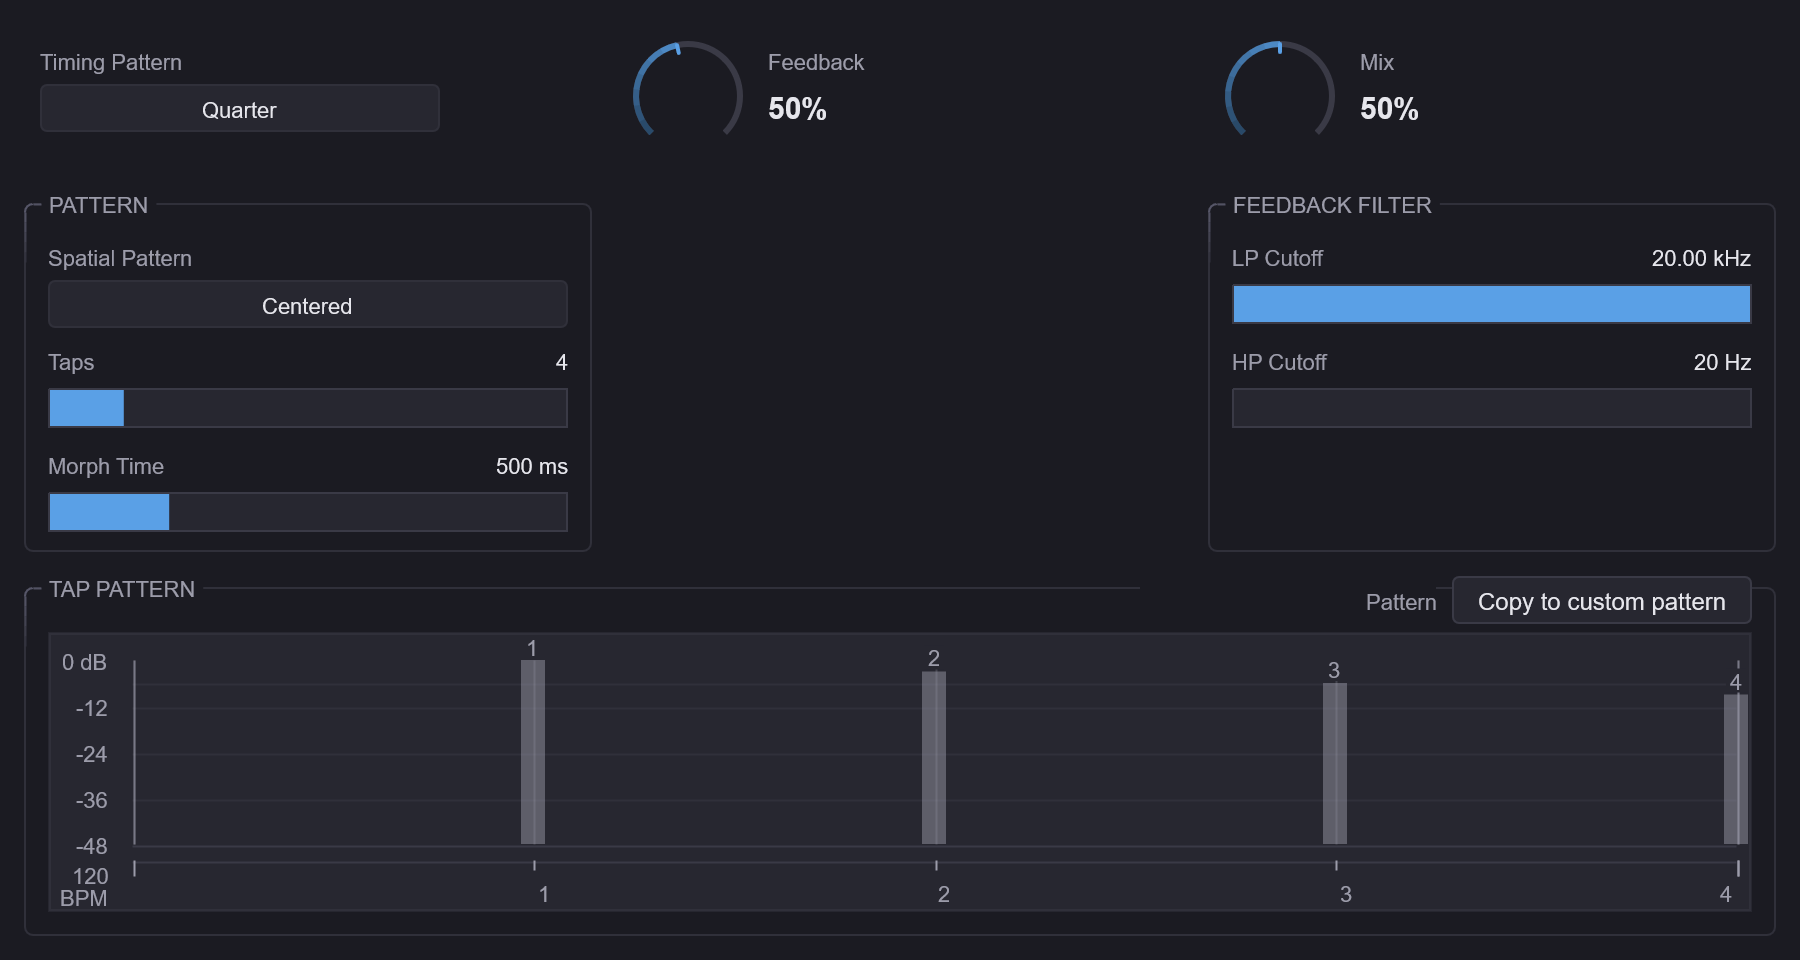 Timing Pattern
Quarter
Feedback
50%
Mix
50%
PATTERN
Spatial Pattern
Centered
Taps 4
Morph Time 500 ms
FEEDBACK FILTER
LP Cutoff 20.00 kHz
HP Cutoff 20 Hz
TAP PATTERN
Pattern
Copy to custom pattern
1 2 3 4
0 dB
-12
-24
-36
-48
120
BPM
1 2 3 4